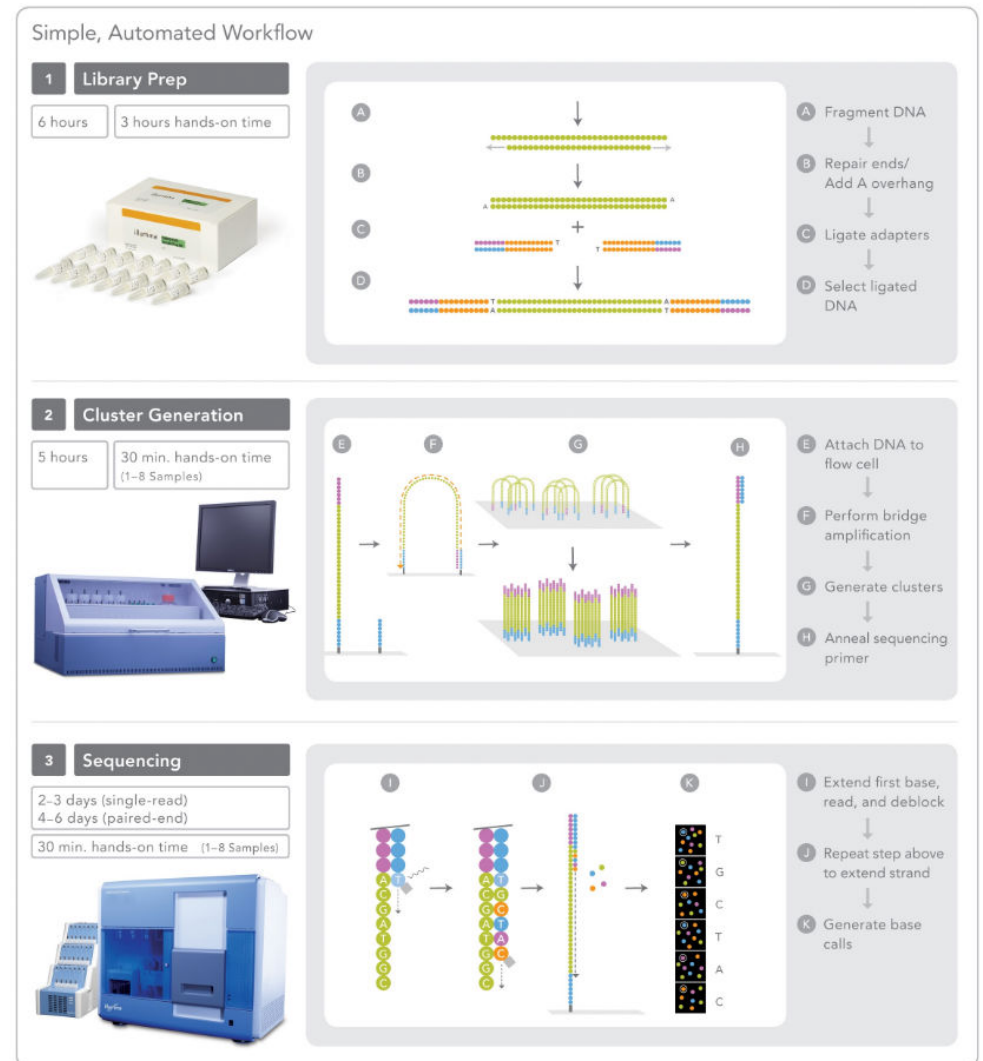 Simple, Automated Workflow
1 Library Prep
6 hours
3 hours hands-on time
illumina
A
B
A
A
C
+
T
T
D
T
A
A
T
A Fragment DNA
B Repair ends/
Add A overhang
C Ligate adapters
D Select ligated
DNA
2 Cluster Generation
5 hours
30 min. hands-on time
(1–8 Samples)
E
F
G
H
E Attach DNA to
flow cell
F Perform bridge
amplification
G Generate clusters
H Anneal sequencing
primer
3 Sequencing
2–3 days (single-read)
4–6 days (paired-end)
30 min. hands-on time (1–8 Samples)
illumina
I
J
K
A T
C
G
A
T
G
G
C
A T
C G
G C
A T
T A
G C
G
C
T
G
C
T
A
C
I Extend first base,
read, and deblock
J Repeat step above
to extend strand
K Generate base
calls